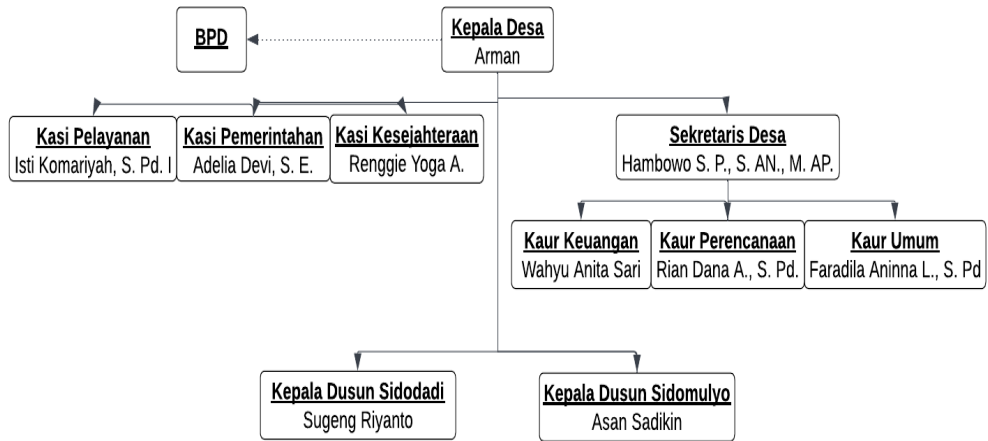 BPD
Kepala Desa
Arman
Kasi Pelayanan
Isti Komariyah, S. Pd. I
Kasi Pemerintahan
Adelia Devi, S. E.
Kasi Kesejahteraan
Renggie Yoga A.
Sekretaris Desa
Hambowo S. P., S. AN., M. AP.
Kaur Keuangan
Wahyu Anita Sari
Kaur Perencanaan
Rian Dana A., S. Pd.
Kaur Umum
Faradila Aninna L., S. Pd
Kepala Dusun Sidodadi
Sugeng Riyanto
Kepala Dusun Sidomulyo
Asan Sadikin